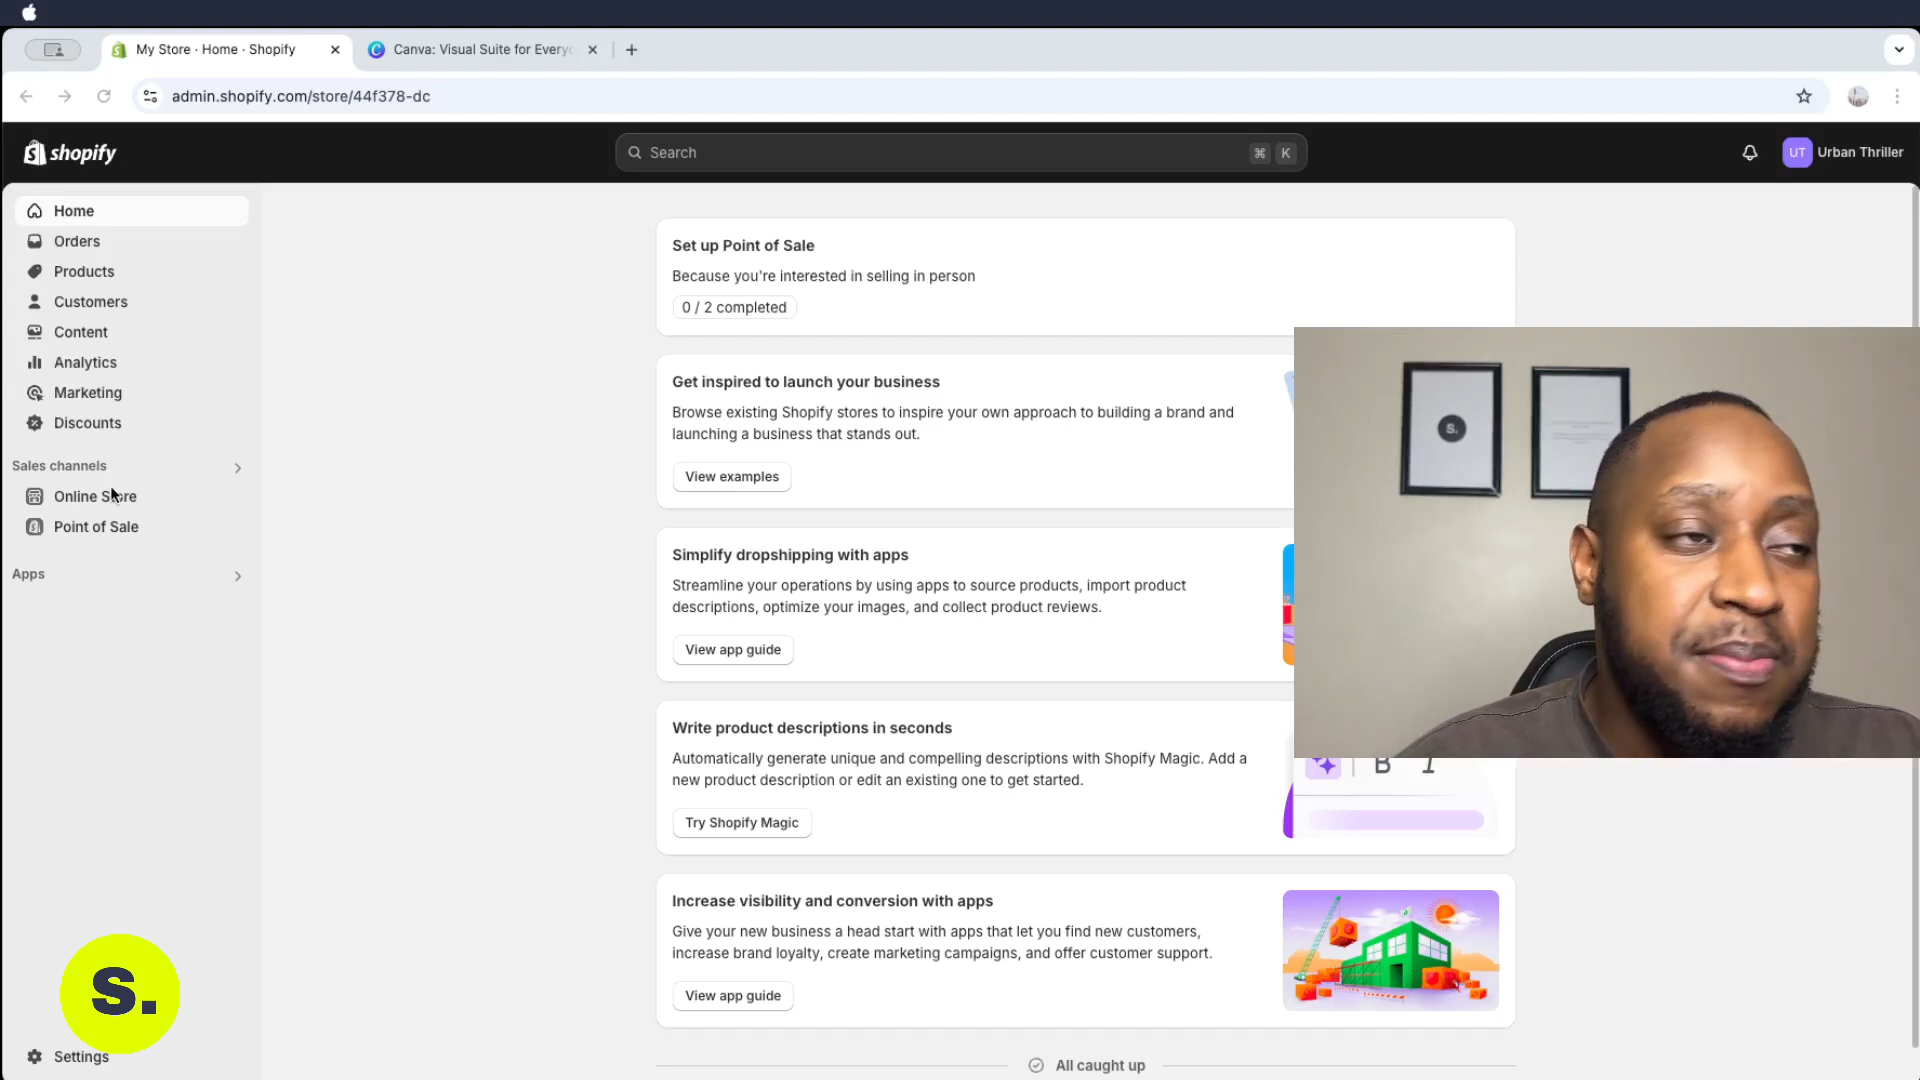 My Store · Home · Shopify
Canva: Visual Suite for Everyo
admin.shopify.com/store/44f378-dc
shopify
Search
⌘ K
UT
Urban Thriller
Home
Orders
Products
Customers
Content
Analytics
Marketing
Discounts
Sales channels
Online Store
Point of Sale
Apps
Settings
S.
Set up Point of Sale
Because you're interested in selling in person
0 / 2 completed
Get inspired to launch your business
Browse existing Shopify stores to inspire your own approach to building a brand and
launching a business that stands out.
View examples
Simplify dropshipping with apps
Streamline your operations by using apps to source products, import product
descriptions, optimize your images, and collect product reviews.
View app guide
Write product descriptions in seconds
Automatically generate unique and compelling descriptions with Shopify Magic. Add a
new product description or edit an existing one to get started.
Try Shopify Magic
B I
Increase visibility and conversion with apps
Give your new business a head start with apps that let you find new customers,
increase brand loyalty, create marketing campaigns, and offer customer support.
View app guide
All caught up
S.